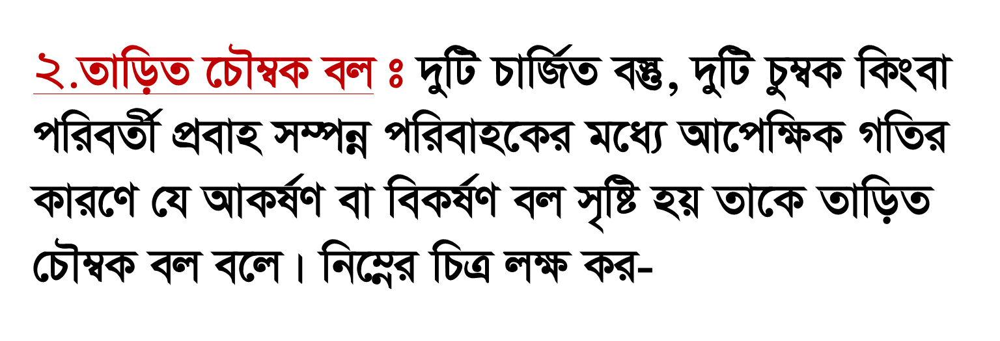 ২.তাড়িত চৌম্বক বল ঃ দুটি চার্জিত বস্তু, দুটি চুম্বক কিংবা
পরিবর্তী প্রবাহ সম্পন্ন পরিবাহকের মধ্যে আপেক্ষিক গতির
কারণে যে আকর্ষণ বা বিকর্ষণ বল সৃষ্টি হয় তাকে তাড়িত
চৌম্বক বল বলে। নিম্নের চিত্র লক্ষ কর-